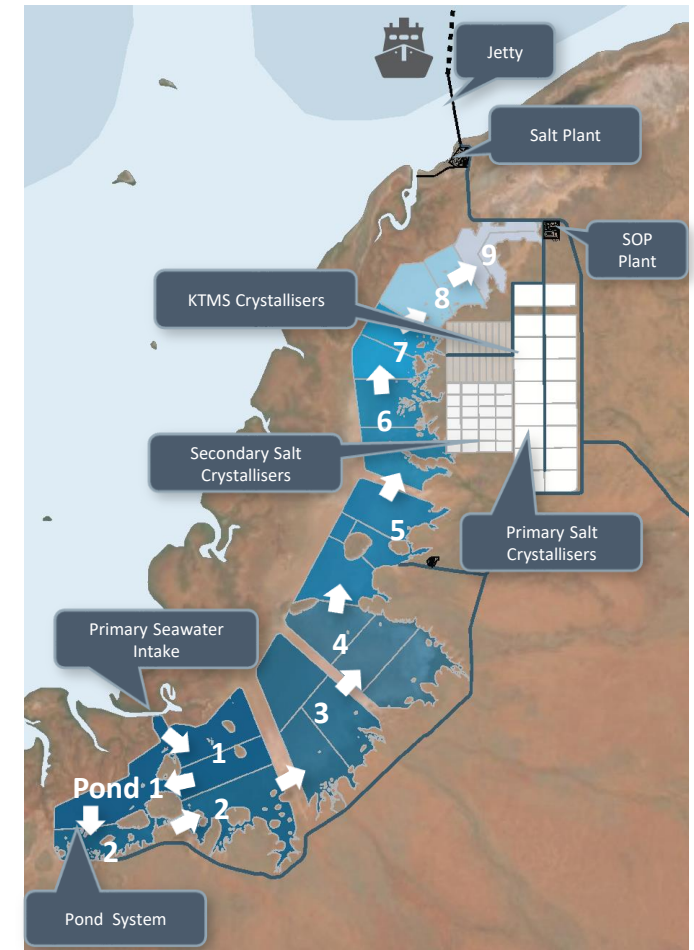 Jetty
Salt Plant
SOP
Plant
9
8
KTMS Crystallisers
7
6
Secondary Salt
Crystallisers
5
Primary Salt
Crystallisers
Primary Seawater
Intake
4
3
1
Pond 1
2
2
Pond System